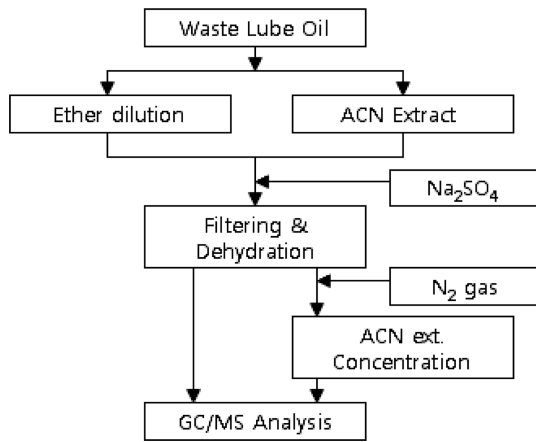 Waste Lube Oil
Ether dilution
ACN Extract
Na₂SO₄
Filtering &
Dehydration
N₂ gas
ACN ext.
Concentration
GC/MS Analysis